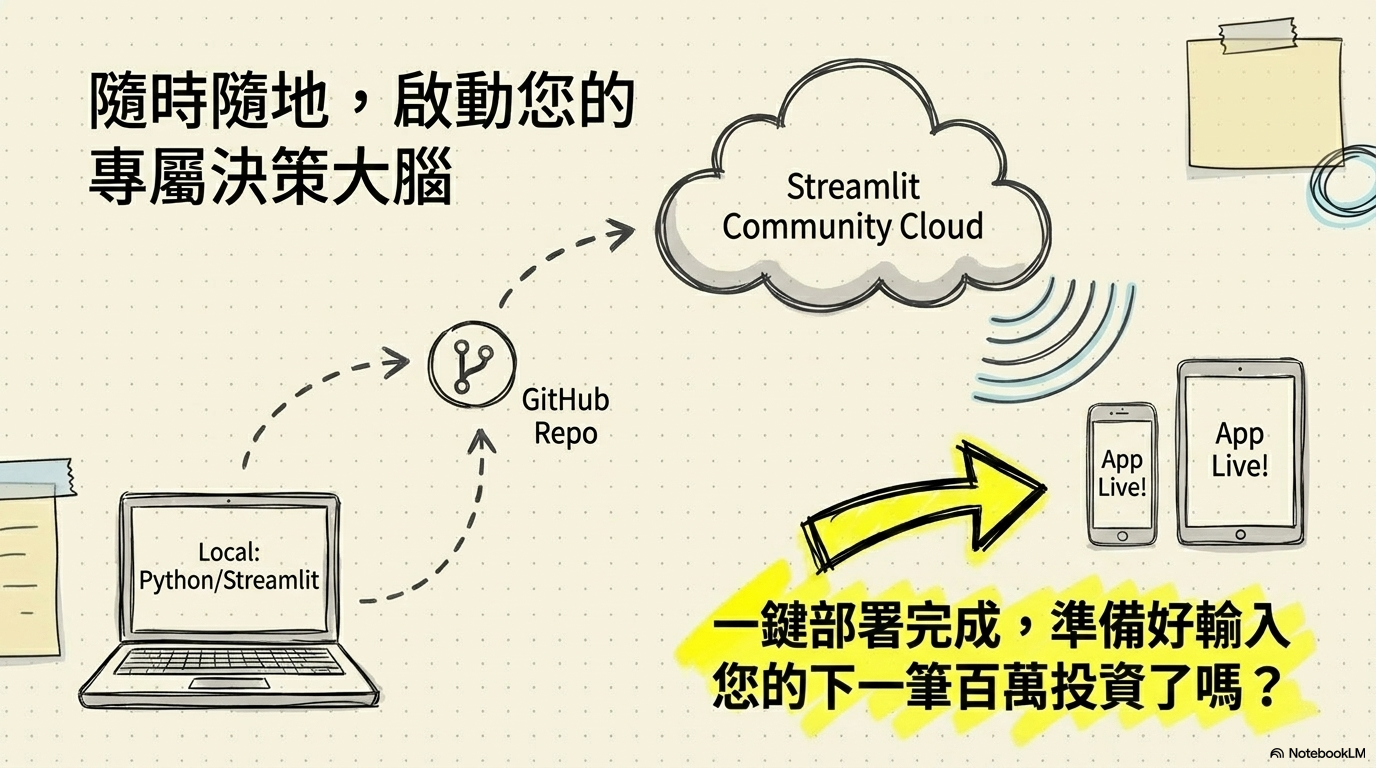 隨時隨地，啟動您的
專屬決策大腦
Streamlit
Community Cloud
GitHub
Repo
Local:
Python/Streamlit
App
Live!
App
Live!
一鍵部署完成，準備好輸入
您的下一筆百萬投資了嗎？
NotebookLM